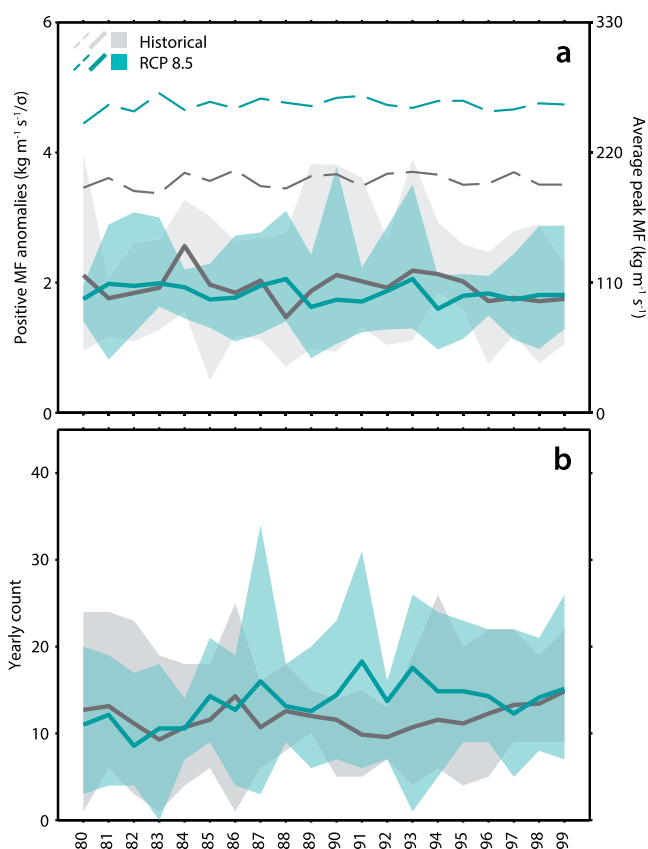 6
4
2
0
330
220
110
0
Historical
RCP 8.5
a
Positive MF anomalies (kg m⁻¹ s⁻¹/σ)
Average peak MF (kg m⁻¹ s⁻¹)
40
30
20
10
0
b
Yearly count
80 81 82 83 84 85 86 87 88 89 90 91 92 93 94 95 96 97 98 99